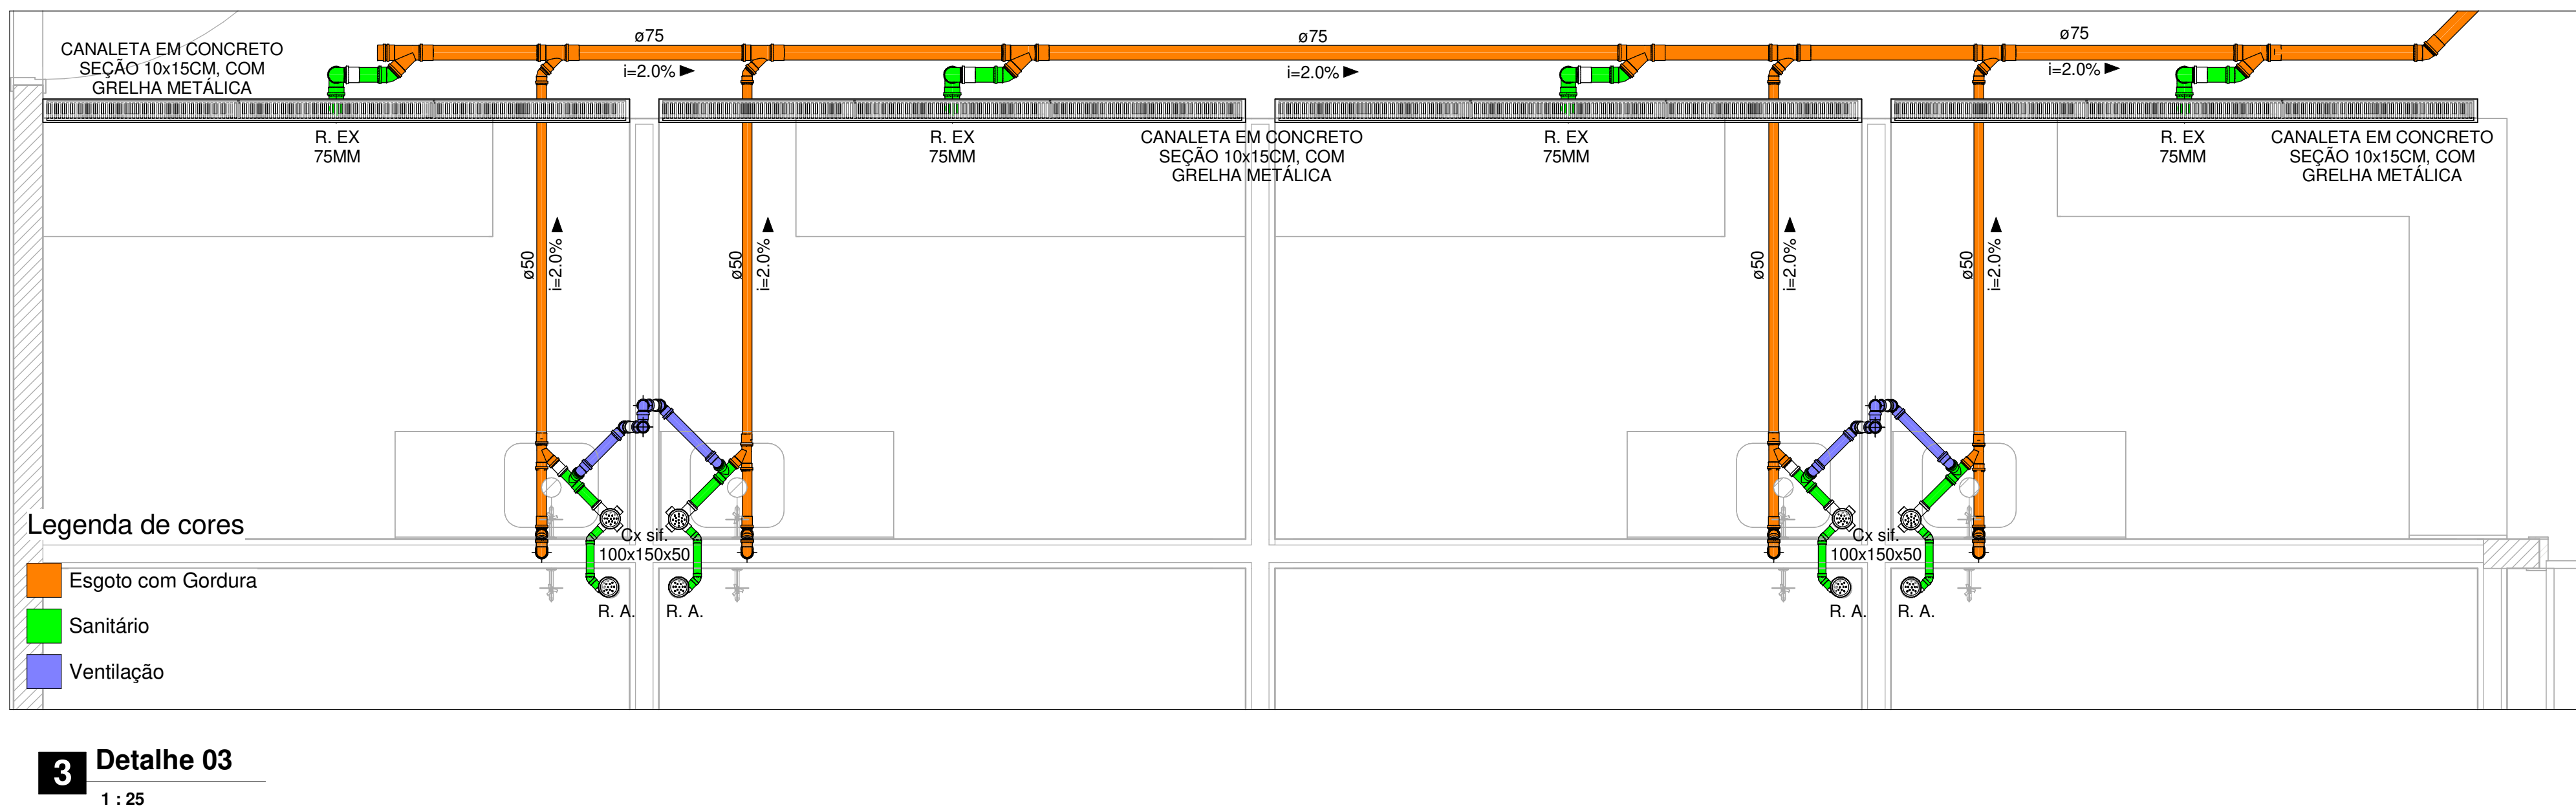 CANALETA EM CONCRETO
SEÇÃO 10x15CM, COM
GRELHA METÁLICA
ø75
i=2.0%
ø75
i=2.0%
ø75
i=2.0%
R. EX
75MM
R. EX
75MM
CANALETA EM CONCRETO
SEÇÃO 10x15CM, COM
GRELHA METÁLICA
R. EX
75MM
R. EX
75MM
CANALETA EM CONCRETO
SEÇÃO 10x15CM, COM
GRELHA METÁLICA
ø50
i=2.0%
ø50
i=2.0%
ø50
i=2.0%
ø50
i=2.0%
Cx sif.
100x150x50
R. A.
R. A.
Cx sif.
100x150x50
R. A.
R. A.
Legenda de cores
Esgoto com Gordura
Sanitário
Ventilação
3
Detalhe 03
1 : 25